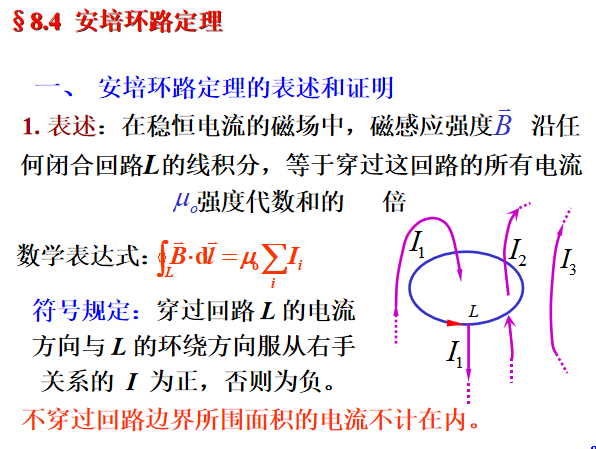 §8.4 安培环路定理
一、 安培环路定理的表述和证明
1. 表述：在稳恒电流的磁场中，磁感应强度 $\vec{B}$ 沿任
何闭合回路L的线积分，等于穿过这回路的所有电流
μ₀强度代数和的 倍
数学表达式：$\oint_L \vec{B}\cdot d\vec{l} = \mu_0 \sum_i I_i$
符号规定：穿过回路 L 的电流
方向与 L 的环绕方向服从右手
关系的 I 为正，否则为负。
不穿过回路边界所围面积的电流不计在内。
I₁
I₂
I₃
L
I₁